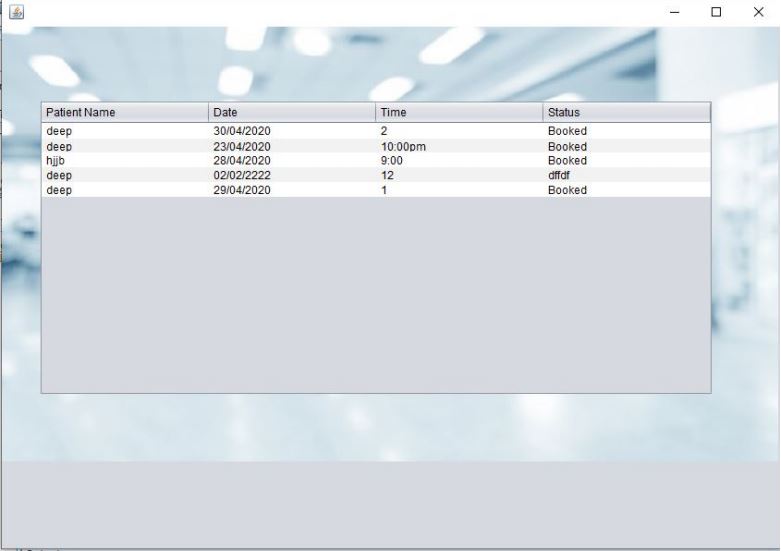 Patient Name Date Time Status
deep 30/04/2020 2 Booked
deep 23/04/2020 10:00pm Booked
hjjb 28/04/2020 9:00 Booked
deep 02/02/2222 12 dffdf
deep 29/04/2020 1 Booked